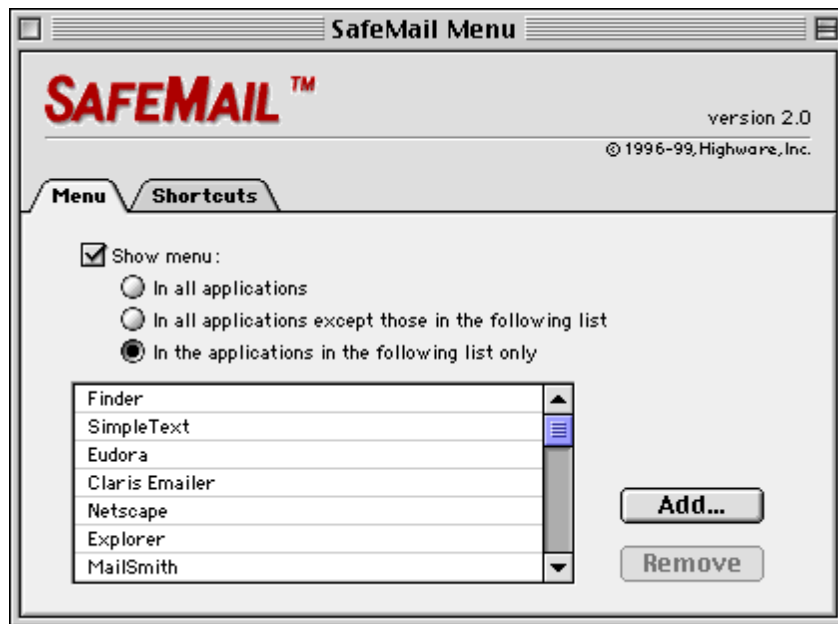 SafeMail Menu
SAFEMAIL ™
version 2.0
© 1996-99, Highware, Inc.
Menu
Shortcuts
Show menu:
In all applications
In all applications except those in the following list
In the applications in the following list only
Finder
SimpleText
Eudora
Claris Emailer
Netscape
Explorer
MailSmith
Add...
Remove